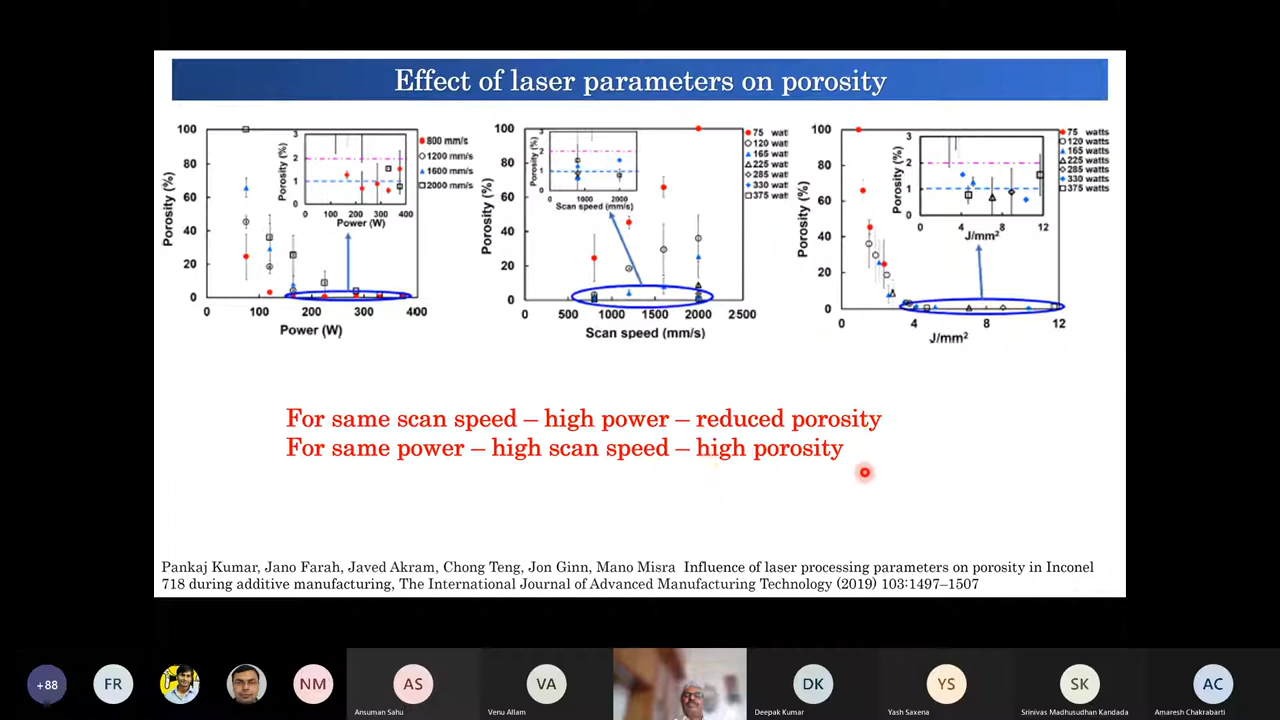 Effect of laser parameters on porosity
100
80
60
40
20
0
Porosity (%)
0 100 200 300 400
Power (W)
800 mm/s
1200 mm/s
1600 mm/s
2000 mm/s
3
2
1
0
Porosity (%)
0 100 200 300 400
Power (W)
100
80
60
40
20
0
Porosity (%)
0 500 1000 1500 2000 2500
Scan speed (mm/s)
75 watt
120 watt
165 watt
225 watt
285 watt
330 watt
375 watt
3
2
1
0
Porosity (%)
0 1000 2000
Scan speed (mm/s)
100
80
60
40
20
0
Porosity (%)
0 4 8 12
J/mm²
75 watts
120 watts
165 watts
225 watts
285 watts
330 watts
375 watts
3
2
1
0
Porosity (%)
0 4 8 12
J/mm²
For same scan speed – high power – reduced porosity
For same power – high scan speed – high porosity
Pankaj Kumar, Jano Farah, Javed Akram, Chong Teng, Jon Ginn, Mano Misra Influence of laser processing parameters on porosity in Inconel
718 during additive manufacturing, The International Journal of Advanced Manufacturing Technology (2019) 103:1497–1507
+88 FR NM AS VA DK YS SK AC
Ansuman Sahu Venu Allam Deepak Kumar Yash Saxena Srinivas Madhusudhan Kandada Amaresh Chakrabarti